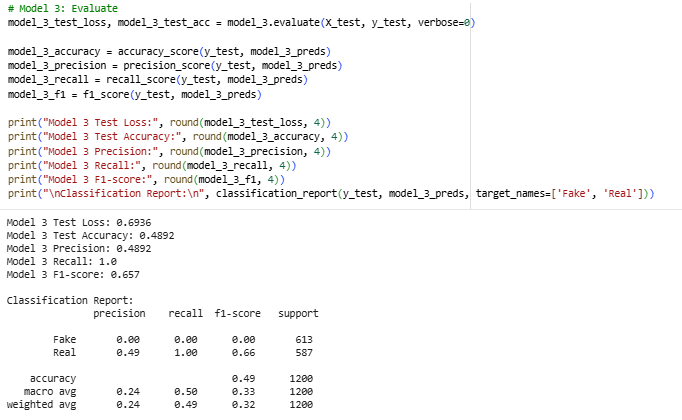 # Model 3: Evaluate
model_3_test_loss, model_3_test_acc = model_3.evaluate(X_test, y_test, verbose=0)
model_3_accuracy = accuracy_score(y_test, model_3_preds)
model_3_precision = precision_score(y_test, model_3_preds)
model_3_recall = recall_score(y_test, model_3_preds)
model_3_f1 = f1_score(y_test, model_3_preds)
print("Model 3 Test Loss:", round(model_3_test_loss, 4))
print("Model 3 Test Accuracy:", round(model_3_accuracy, 4))
print("Model 3 Precision:", round(model_3_precision, 4))
print("Model 3 Recall:", round(model_3_recall, 4))
print("Model 3 F1-score:", round(model_3_f1, 4))
print("\nClassification Report:\n", classification_report(y_test, model_3_preds, target_names=['Fake', 'Real']))
Model 3 Test Loss: 0.6936
Model 3 Test Accuracy: 0.4892
Model 3 Precision: 0.4892
Model 3 Recall: 1.0
Model 3 F1-score: 0.657
Classification Report:
precision recall f1-score support
Fake 0.00 0.00 0.00 613
Real 0.49 1.00 0.66 587
accuracy 0.49 1200
macro avg 0.24 0.50 0.33 1200
weighted avg 0.24 0.49 0.32 1200